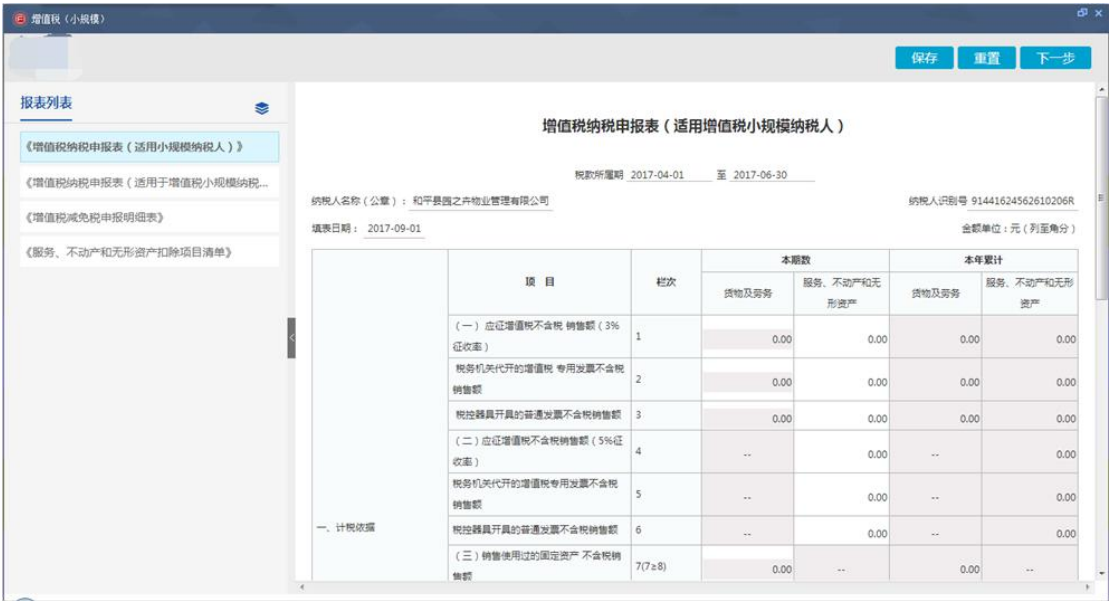 增值税（小规模）
保存 重置 下一步
报表列表
《增值税纳税申报表（适用小规模纳税人）》
《增值税纳税申报表（适用于增值税小规模纳税...
《增值税减免税申报明细表》
《服务、不动产和无形资产扣除项目清单》
增值税纳税申报表（适用增值税小规模纳税人）
税款所属期 2017-04-01 至 2017-06-30
纳税人名称（公章）： 和平县园之卉物业管理有限公司 纳税人识别号 91441624562610206R
填表日期： 2017-09-01 金额单位：元（列至角分）
项 目 栏次 本期数 本年累计
货物及劳务 服务、不动产和无 货物及劳务 服务、不动产和无形
形资产 资产
一、计税依据
（一） 应征增值税不含税 销售额（3%
征收率） 1 0.00 0.00 0.00 0.00
税务机关代开的增值税 专用发票不含税
销售额 2 0.00 0.00 0.00 0.00
税控器具开具的普通发票不含税销售额 3 0.00 0.00 0.00 0.00
（二）应征增值税不含税销售额（5%征
收率） 4 -- 0.00 -- 0.00
税务机关代开的增值税专用发票不含税
销售额 5 -- 0.00 -- 0.00
税控器具开具的普通发票不含税销售额 6 -- 0.00 -- 0.00
（三）销售使用过的固定资产 不含税销
售额 7(7≥8) 0.00 -- 0.00 --